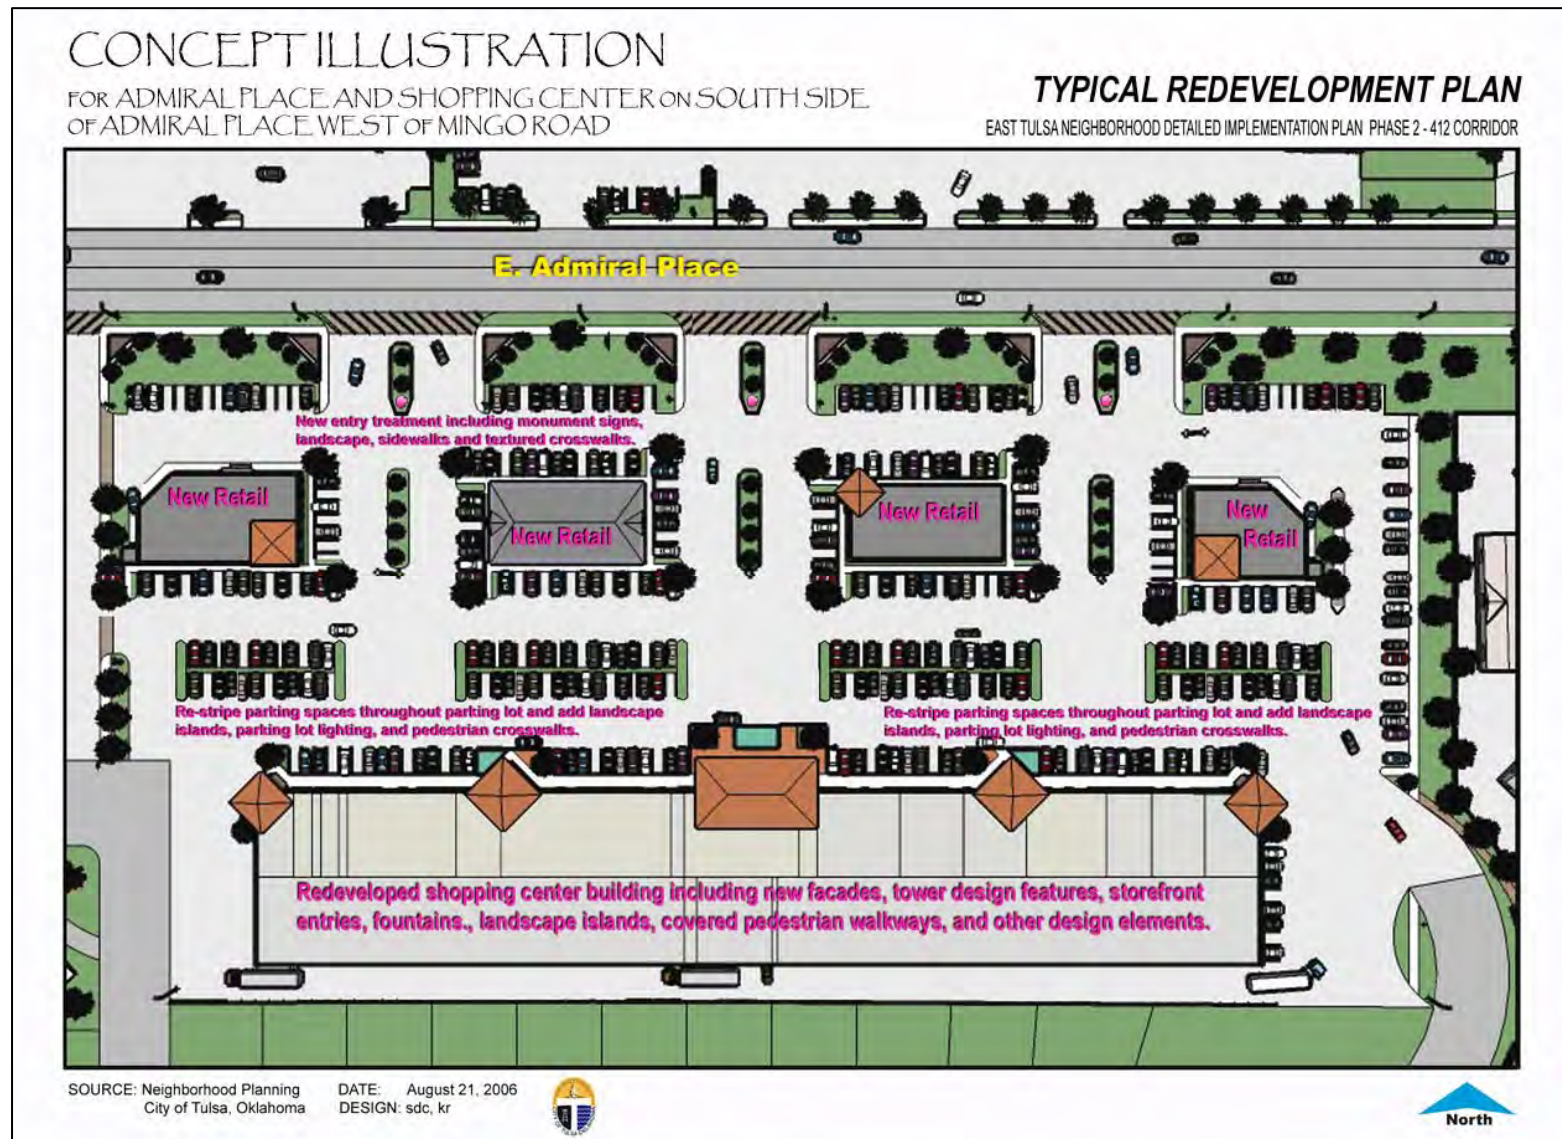 CONCEPT ILLUSTRATION
FOR ADMIRAL PLACE AND SHOPPING CENTER ON SOUTH SIDE
OF ADMIRAL PLACE WEST OF MINGO ROAD
TYPICAL REDEVELOPMENT PLAN
EAST TULSA NEIGHBORHOOD DETAILED IMPLEMENTATION PLAN PHASE 2 - 412 CORRIDOR
E. Admiral Place
New entry treatment including monument signs,
landscape, sidewalks and textured crosswalks.
New Retail
New Retail
New Retail
New
Retail
Re-stripe parking spaces throughout parking lot and add landscape
islands, parking lot lighting, and pedestrian crosswalks.
Re-stripe parking spaces throughout parking lot and add landscape
islands, parking lot lighting, and pedestrian crosswalks.
Redeveloped shopping center building including new facades, tower design features, storefront
entries, fountains., landscape islands, covered pedestrian walkways, and other design elements.
SOURCE: Neighborhood Planning
City of Tulsa, Oklahoma
DATE: August 21, 2006
DESIGN: sdc, kr
North